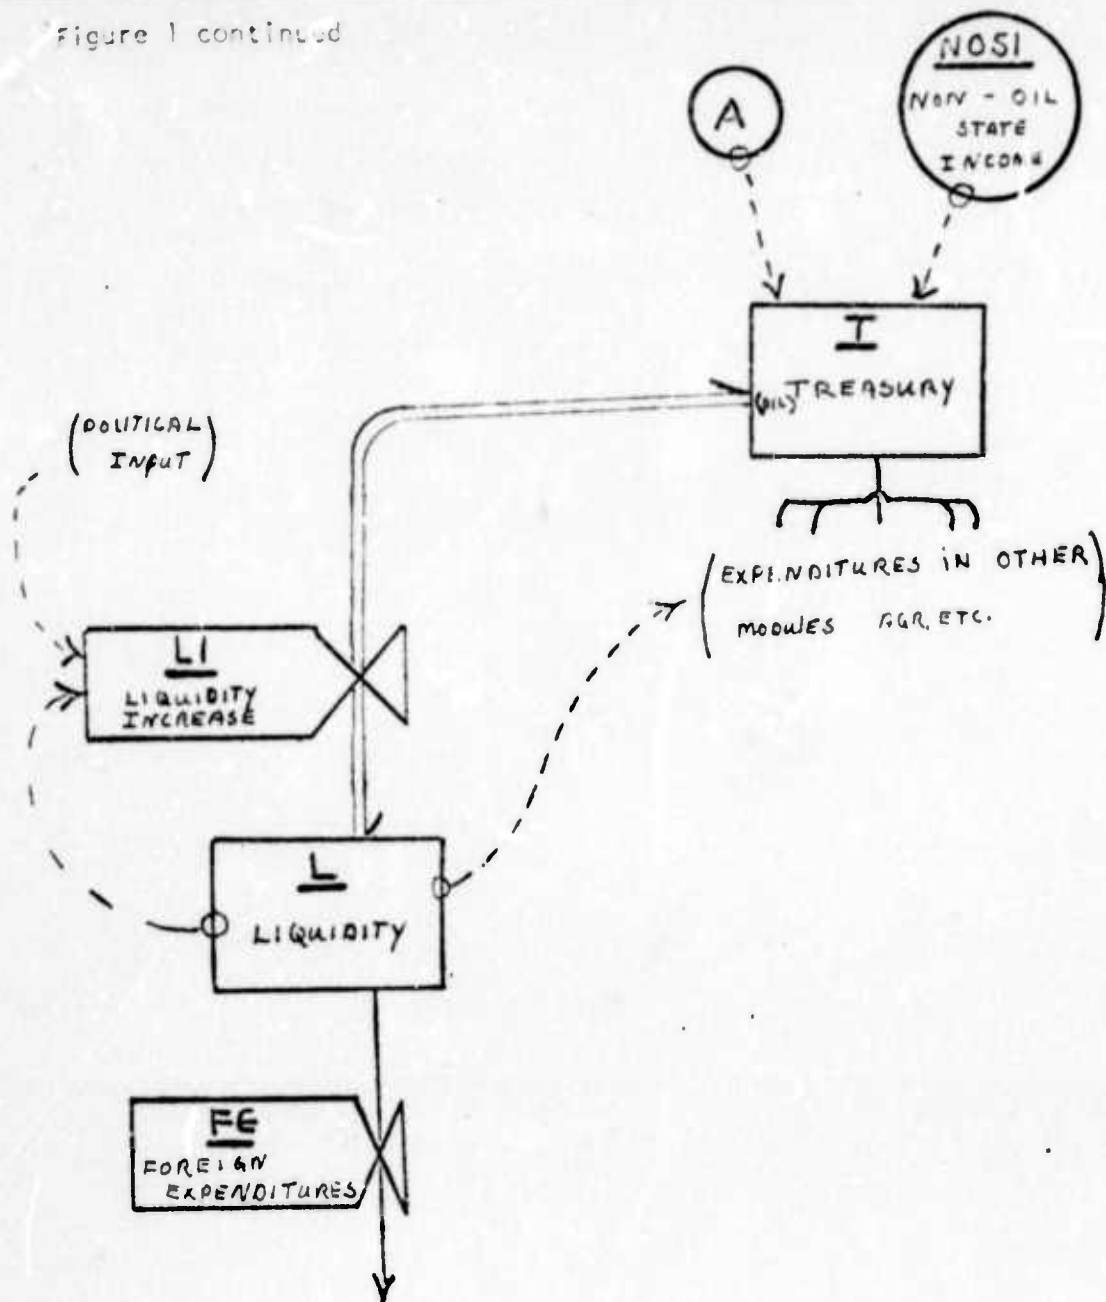 Figure 1 continued
NOSI
NON - OIL
STATE
INCOME
A
T
(OIL) TREASURY
(POLITICAL
INPUT)
(EXPENDITURES IN OTHER
MODULES AGR, ETC.)
LI
LIQUIDITY
INCREASE
L
LIQUIDITY
FE
FOREIGN
EXPENDITURES